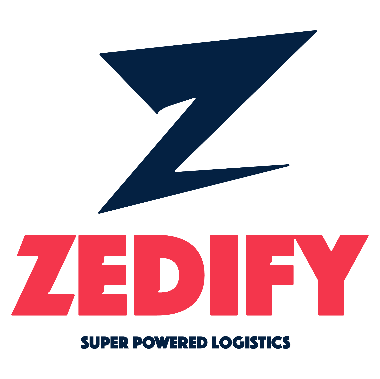 Z
ZEDIFY
SUPER POWERED LOGISTICS